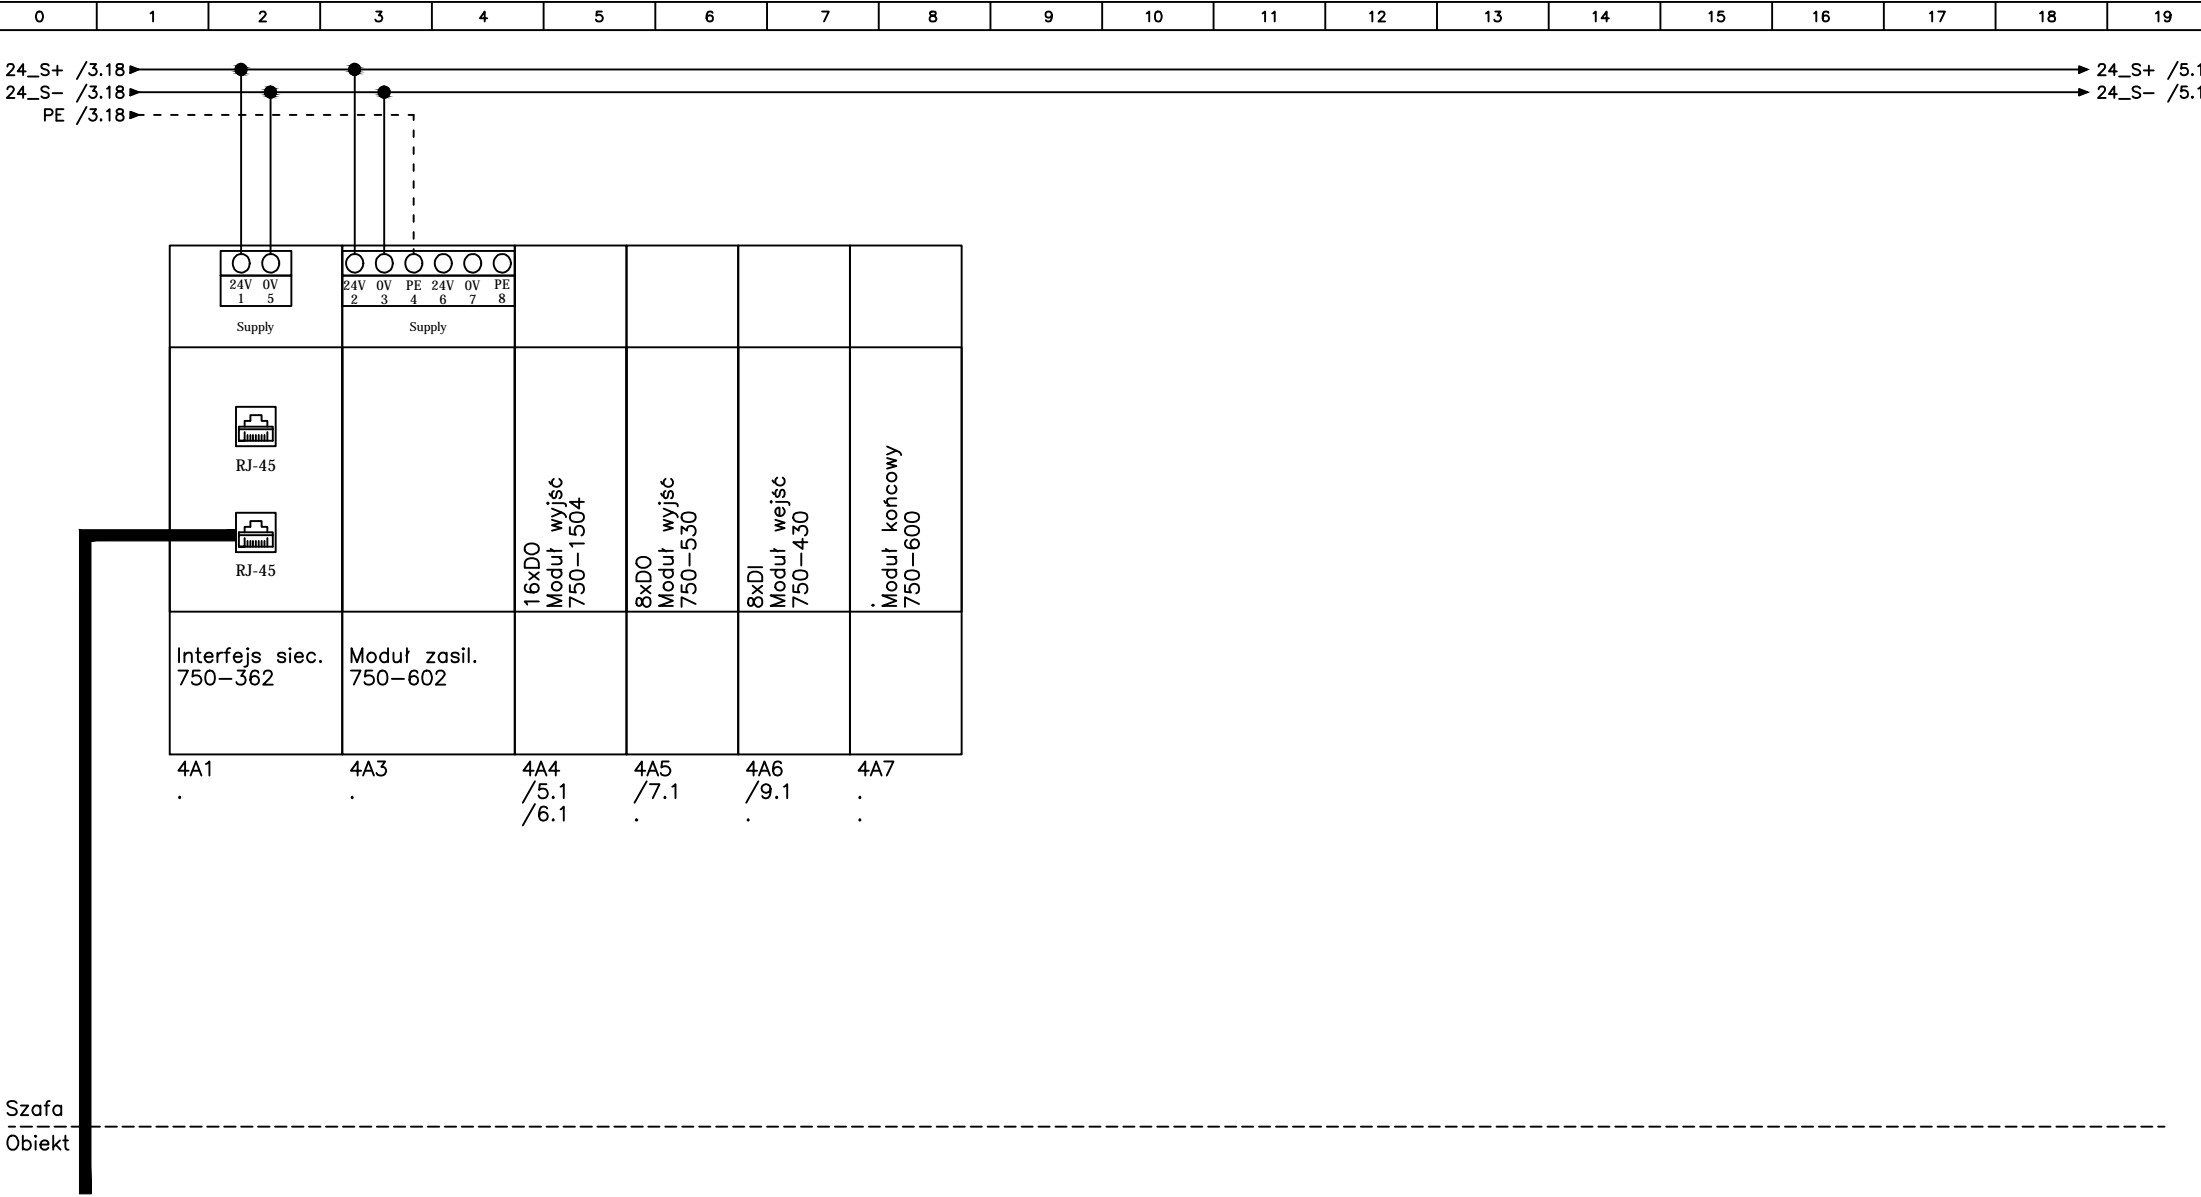 0 1 2 3 4 5 6 7 8 9 10 11 12 13 14 15 16 17 18 19
24_S+ /3.18
24_S- /3.18
PE /3.18
24_S+ /5.1
24_S- /5.1
24V 0V
1 5
Supply
24V 0V PE 24V 0V PE
2 3 4 6 7 8
Supply
RJ-45
RJ-45
16xDO
Moduł wyjść
750-1504
8xDO
Moduł wyjść
750-530
8xDI
Moduł wejść
750-430
.
Moduł końcowy
750-600
Interfejs siec.
750-362
Moduł zasil.
750-602
4A1
.
4A3
.
4A4
/5.1
/6.1
4A5
/7.1
.
4A6
/9.1
.
4A7
.
.
Szafa
Obiekt